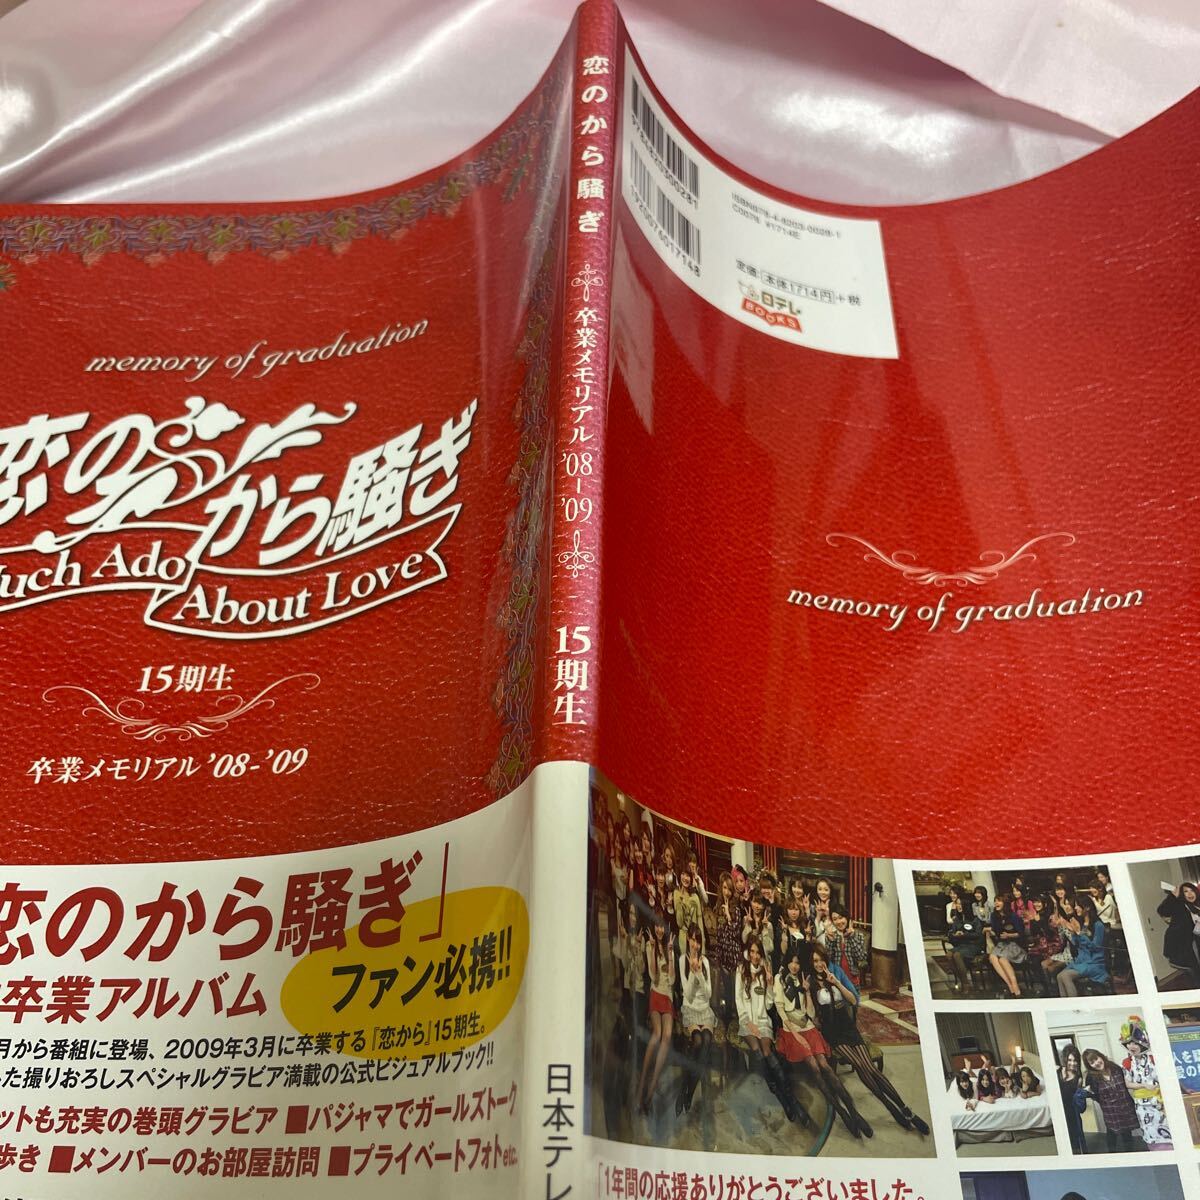 memory of graduation
恋の
から騒ぎ
Much Ado
About Love
15期生
卒業メモリアル'08-'09
恋のから騒ぎ」
卒業アルバム
ファン必携!!
月から番組に登場、2009年3月に卒業する『恋から』15期生。
た撮りおろしスペシャルグラビア満載の公式ビジュアルブック!!
ットも充実の巻頭グラビア ■パジャマでガールズトーク
歩き ■メンバーのお部屋訪問 ■プライベートフォトetc.
恋のから騒ぎ 卒業メモリアル'08-'09 15期生
日本テレ
1920076017148
ISBN978-4-8203-0028-1
C0076 ¥1714E
定価:本体1714円+税
日テレ
BOOKS
memory of graduation
「1年間の応援ありがとうございました。